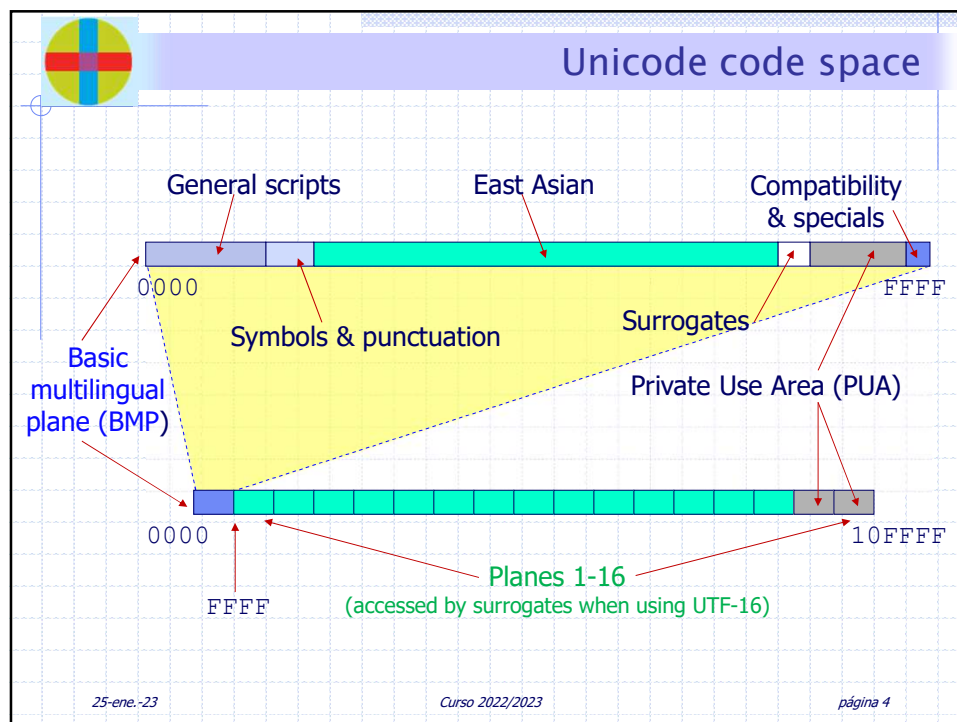 Unicode code space
General scripts
East Asian
Compatibility
& specials
0000
FFFF
Symbols & punctuation
Surrogates
Basic
multilingual
plane (BMP)
Private Use Area (PUA)
0000
10FFFF
FFFF
Planes 1-16
(accessed by surrogates when using UTF-16)
25-ene.-23
Curso 2022/2023
página 4